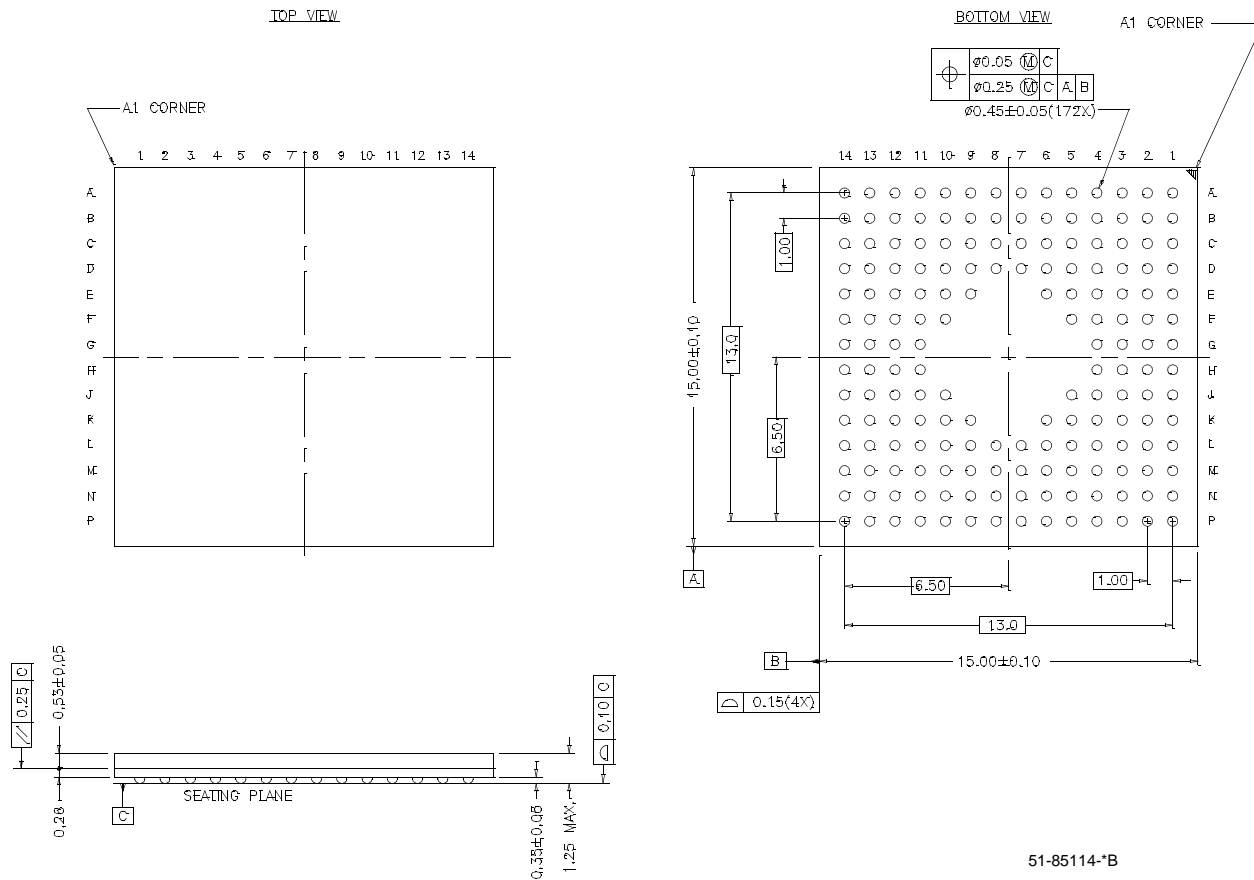 TOP VIEW
A1 CORNER
1 2 3 4 5 6 7 8 9 10 11 12 13 14
A
B
C
D
E
F
G
H
J
K
L
M
N
P
BOTTOM VIEW
A1 CORNER
Ø0.05 Ⓜ C
Ø0.25 Ⓜ C A B
Ø0.45±0.05(172X)
14 13 12 11 10 9 8 7 6 5 4 3 2 1
A
B
C
D
E
F
G
H
J
K
L
M
N
P
1.00
15.00±0.10
13.0
6.50
A
6.50
1.00
13.0
B
15.00±0.10
0.15(4X)
// 0.25 C
0.53±0.05
0.10 C
SEATING PLANE
C
0.26
0.35±0.06
1.25 MAX.
51-85114-*B